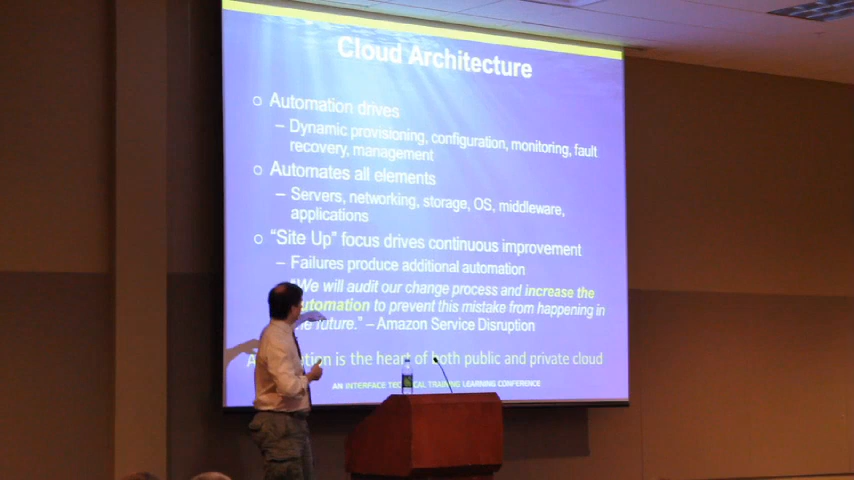 Cloud Architecture
o Automation drives
– Dynamic provisioning, configuration, monitoring, fault
recovery, management
o Automates all elements
– Servers, networking, storage, OS, middleware,
applications
o “Site Up” focus drives continuous improvement
– Failures produce additional automation
“We will audit our change process and increase the
automation to prevent this mistake from happening in
the future.” – Amazon Service Disruption
is the heart of both public and private cloud
AN INTERFACE TECHNICAL TRAINING LEARNING CONFERENCE